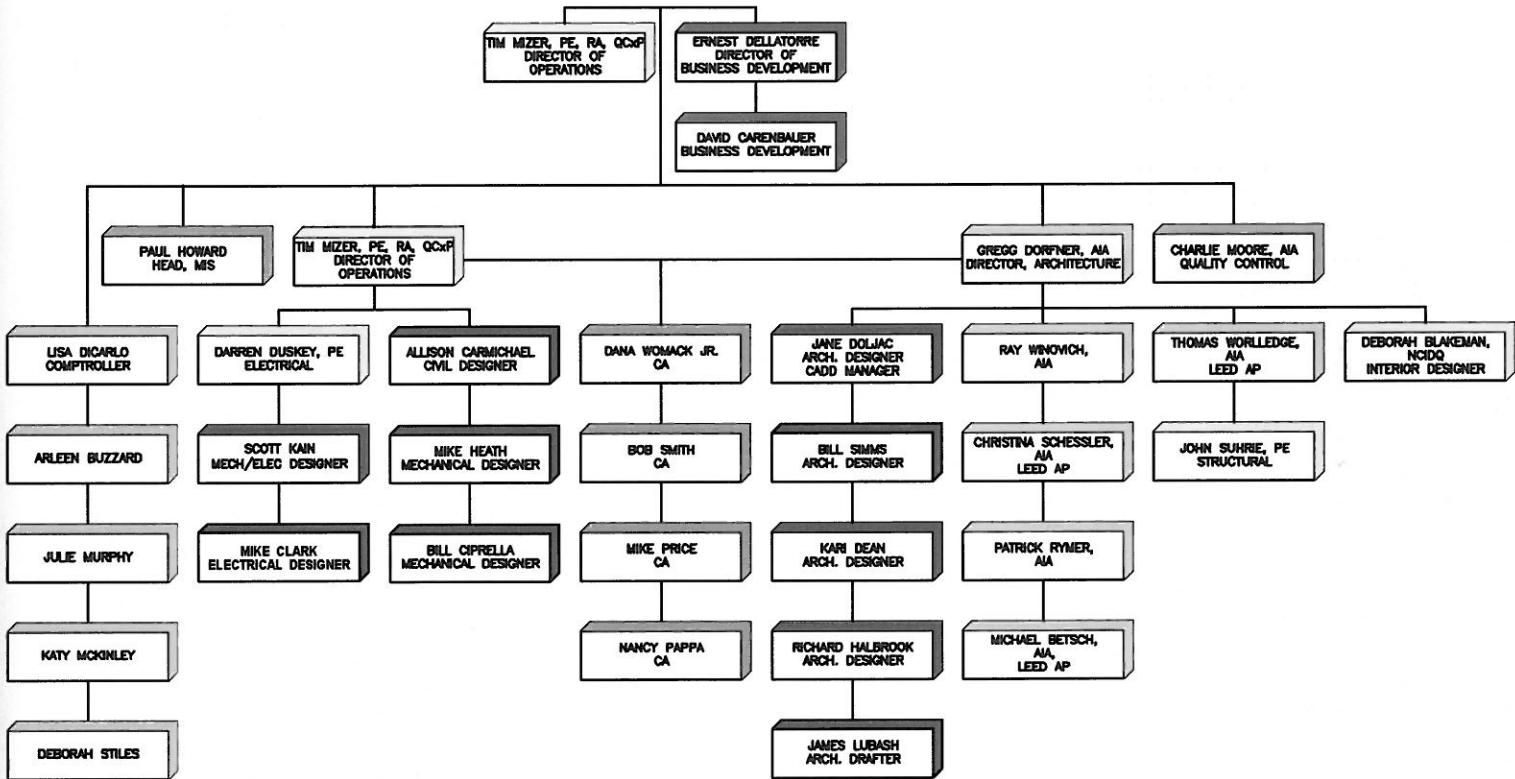 TIM MIZER, PE, RA, QCxP
DIRECTOR OF
OPERATIONS
ERNEST DELLATORRE
DIRECTOR OF
BUSINESS DEVELOPMENT
DAVID CARENBAUER
BUSINESS DEVELOPMENT
PAUL HOWARD
HEAD, MIS
TIM MIZER, PE, RA, QCxP
DIRECTOR OF
OPERATIONS
GREGG DORFNER, AIA
DIRECTOR, ARCHITECTURE
CHARLIE MOORE, AIA
QUALITY CONTROL
LISA DICARLO
COMPTROLLER
DARREN DUSKEY, PE
ELECTRICAL
ALLISON CARMICHAEL
CIVIL DESIGNER
DANA WOMACK JR.
CA
JANE DOLJAC
ARCH. DESIGNER
CADD MANAGER
RAY WINOVICH,
AIA
THOMAS WORLLEDGE,
AIA
LEED AP
DEBORAH BLAKEMAN,
NCIDQ
INTERIOR DESIGNER
ARLEEN BUZZARD
SCOTT KAIN
MECH/ELEC DESIGNER
MIKE HEATH
MECHANICAL DESIGNER
BOB SMITH
CA
BILL SIMMS
ARCH. DESIGNER
CHRISTINA SCHESSLER,
AIA
LEED AP
JOHN SUHRIE, PE
STRUCTURAL
JULIE MURPHY
MIKE CLARK
ELECTRICAL DESIGNER
BILL CIPRELLA
MECHANICAL DESIGNER
MIKE PRICE
CA
KARI DEAN
ARCH. DESIGNER
PATRICK RYMER,
AIA
KATY MCKINLEY
NANCY PAPPA
CA
RICHARD HALBROOK
ARCH. DESIGNER
MICHAEL BETSCH,
AIA,
LEED AP
DEBORAH STILES
JAMES LUBASH
ARCH. DRAFTER